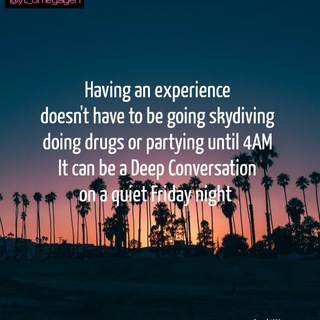 @yt_omegagen
Having an experience
doesn't have to be going skydiving
doing drugs or partying until 4AM
It can be a Deep Conversation
on a quiet Friday night